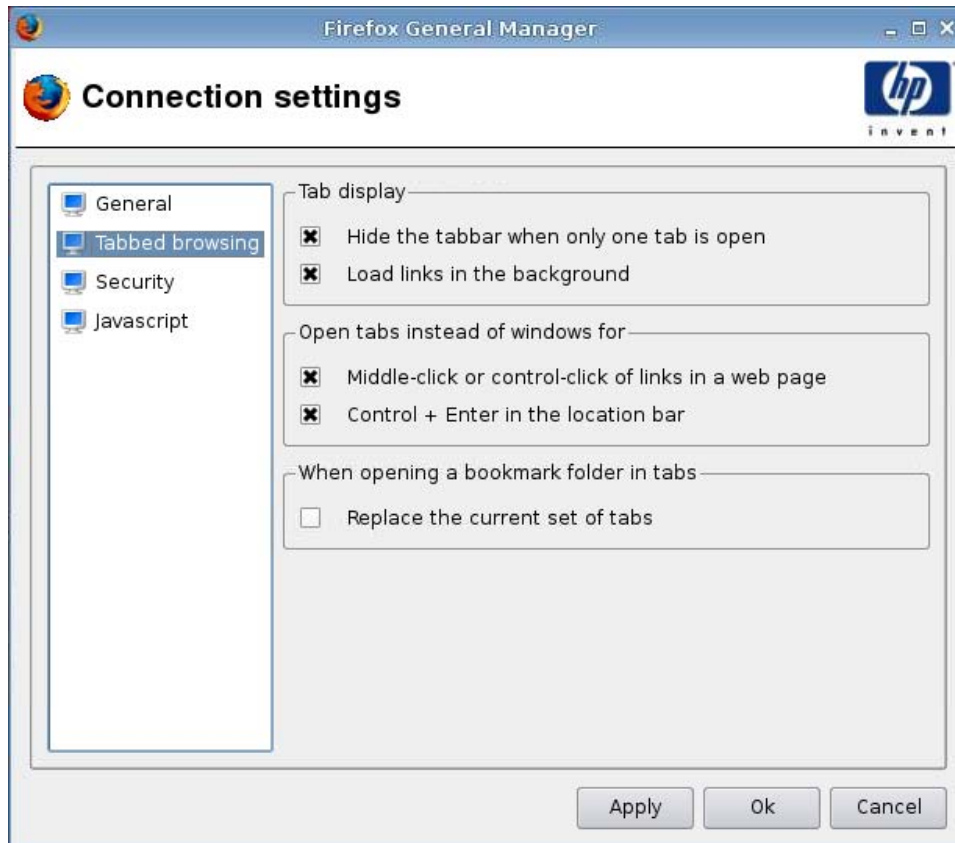 Firefox General Manager
Connection settings
hp
invent
General
Tabbed browsing
Security
Javascript
Tab display
Hide the tabbar when only one tab is open
Load links in the background
Open tabs instead of windows for
Middle-click or control-click of links in a web page
Control + Enter in the location bar
When opening a bookmark folder in tabs
Replace the current set of tabs
Apply
Ok
Cancel